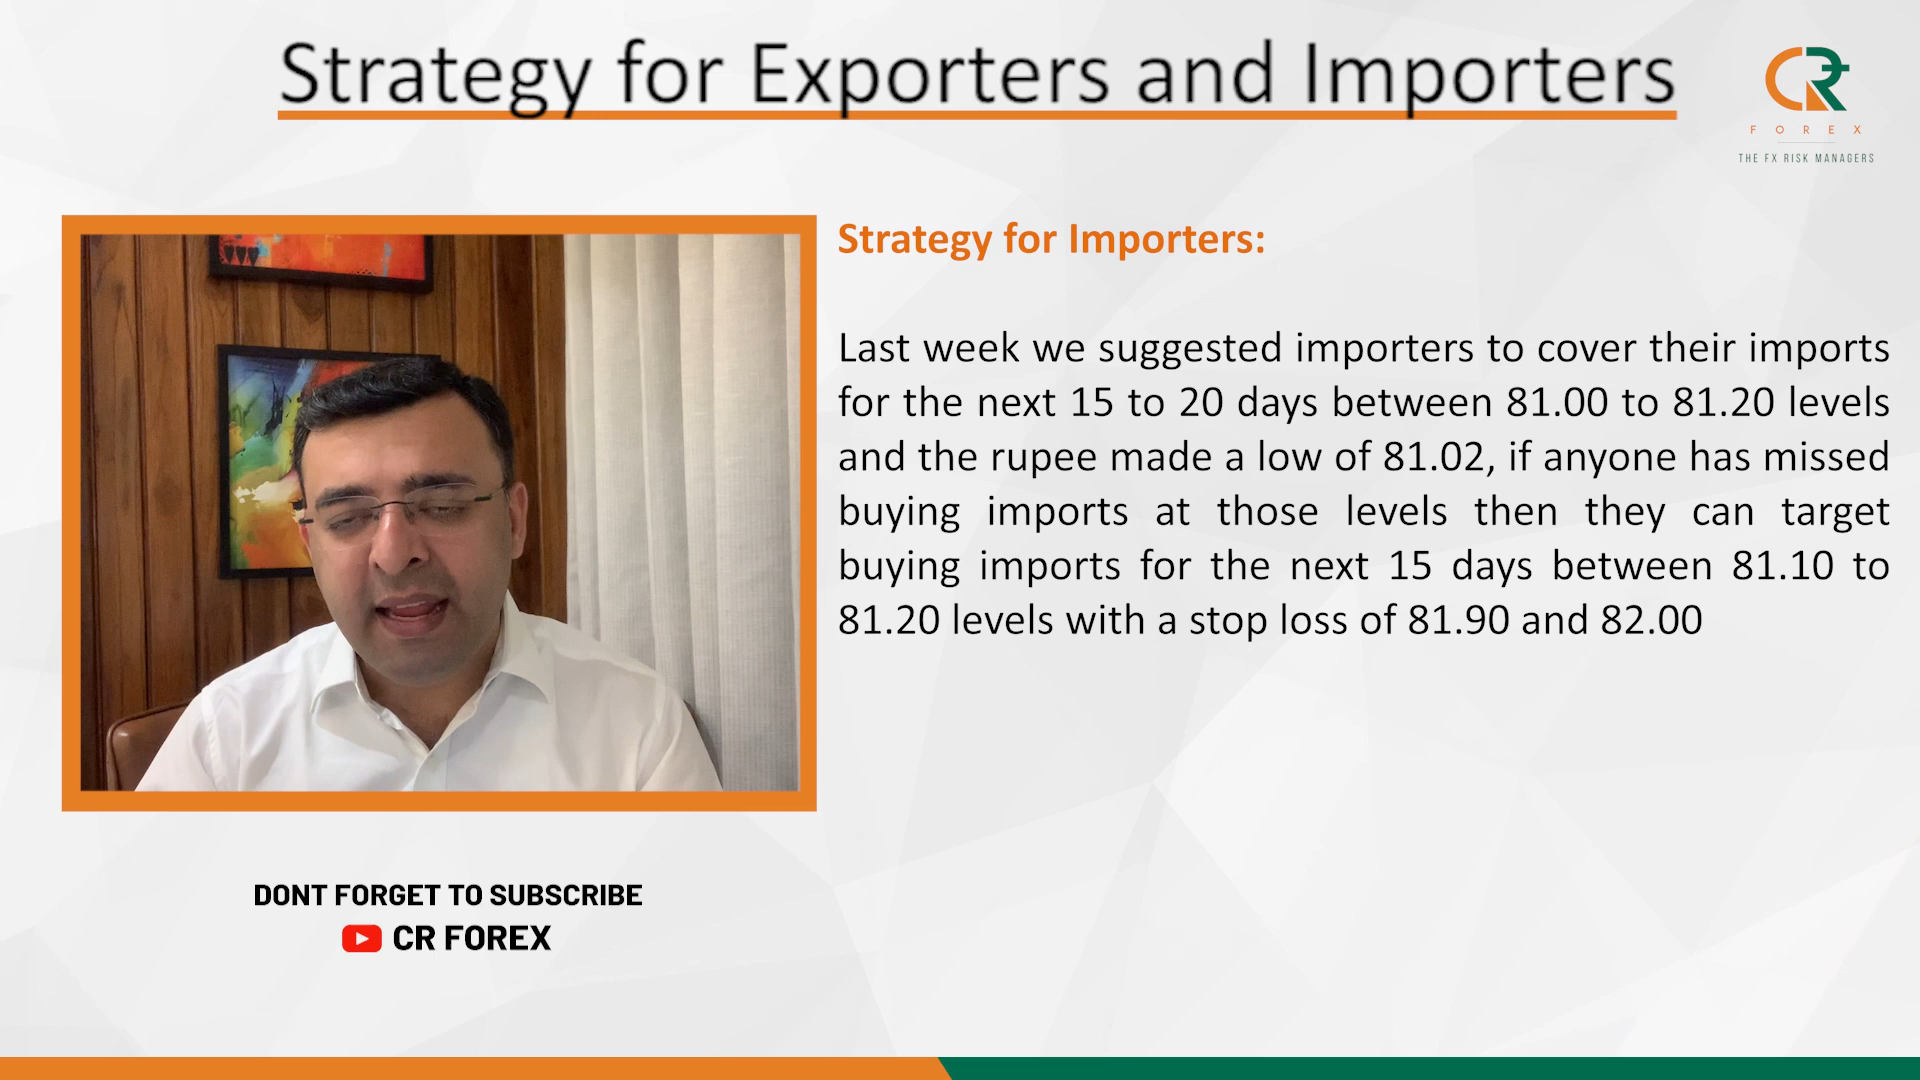 Strategy for Exporters and Importers
CR
FOREX
THE FX RISK MANAGERS
Strategy for Importers:
Last week we suggested importers to cover their imports
for the next 15 to 20 days between 81.00 to 81.20 levels
and the rupee made a low of 81.02, if anyone has missed
buying imports at those levels then they can target
buying imports for the next 15 days between 81.10 to
81.20 levels with a stop loss of 81.90 and 82.00
DONT FORGET TO SUBSCRIBE
CR FOREX